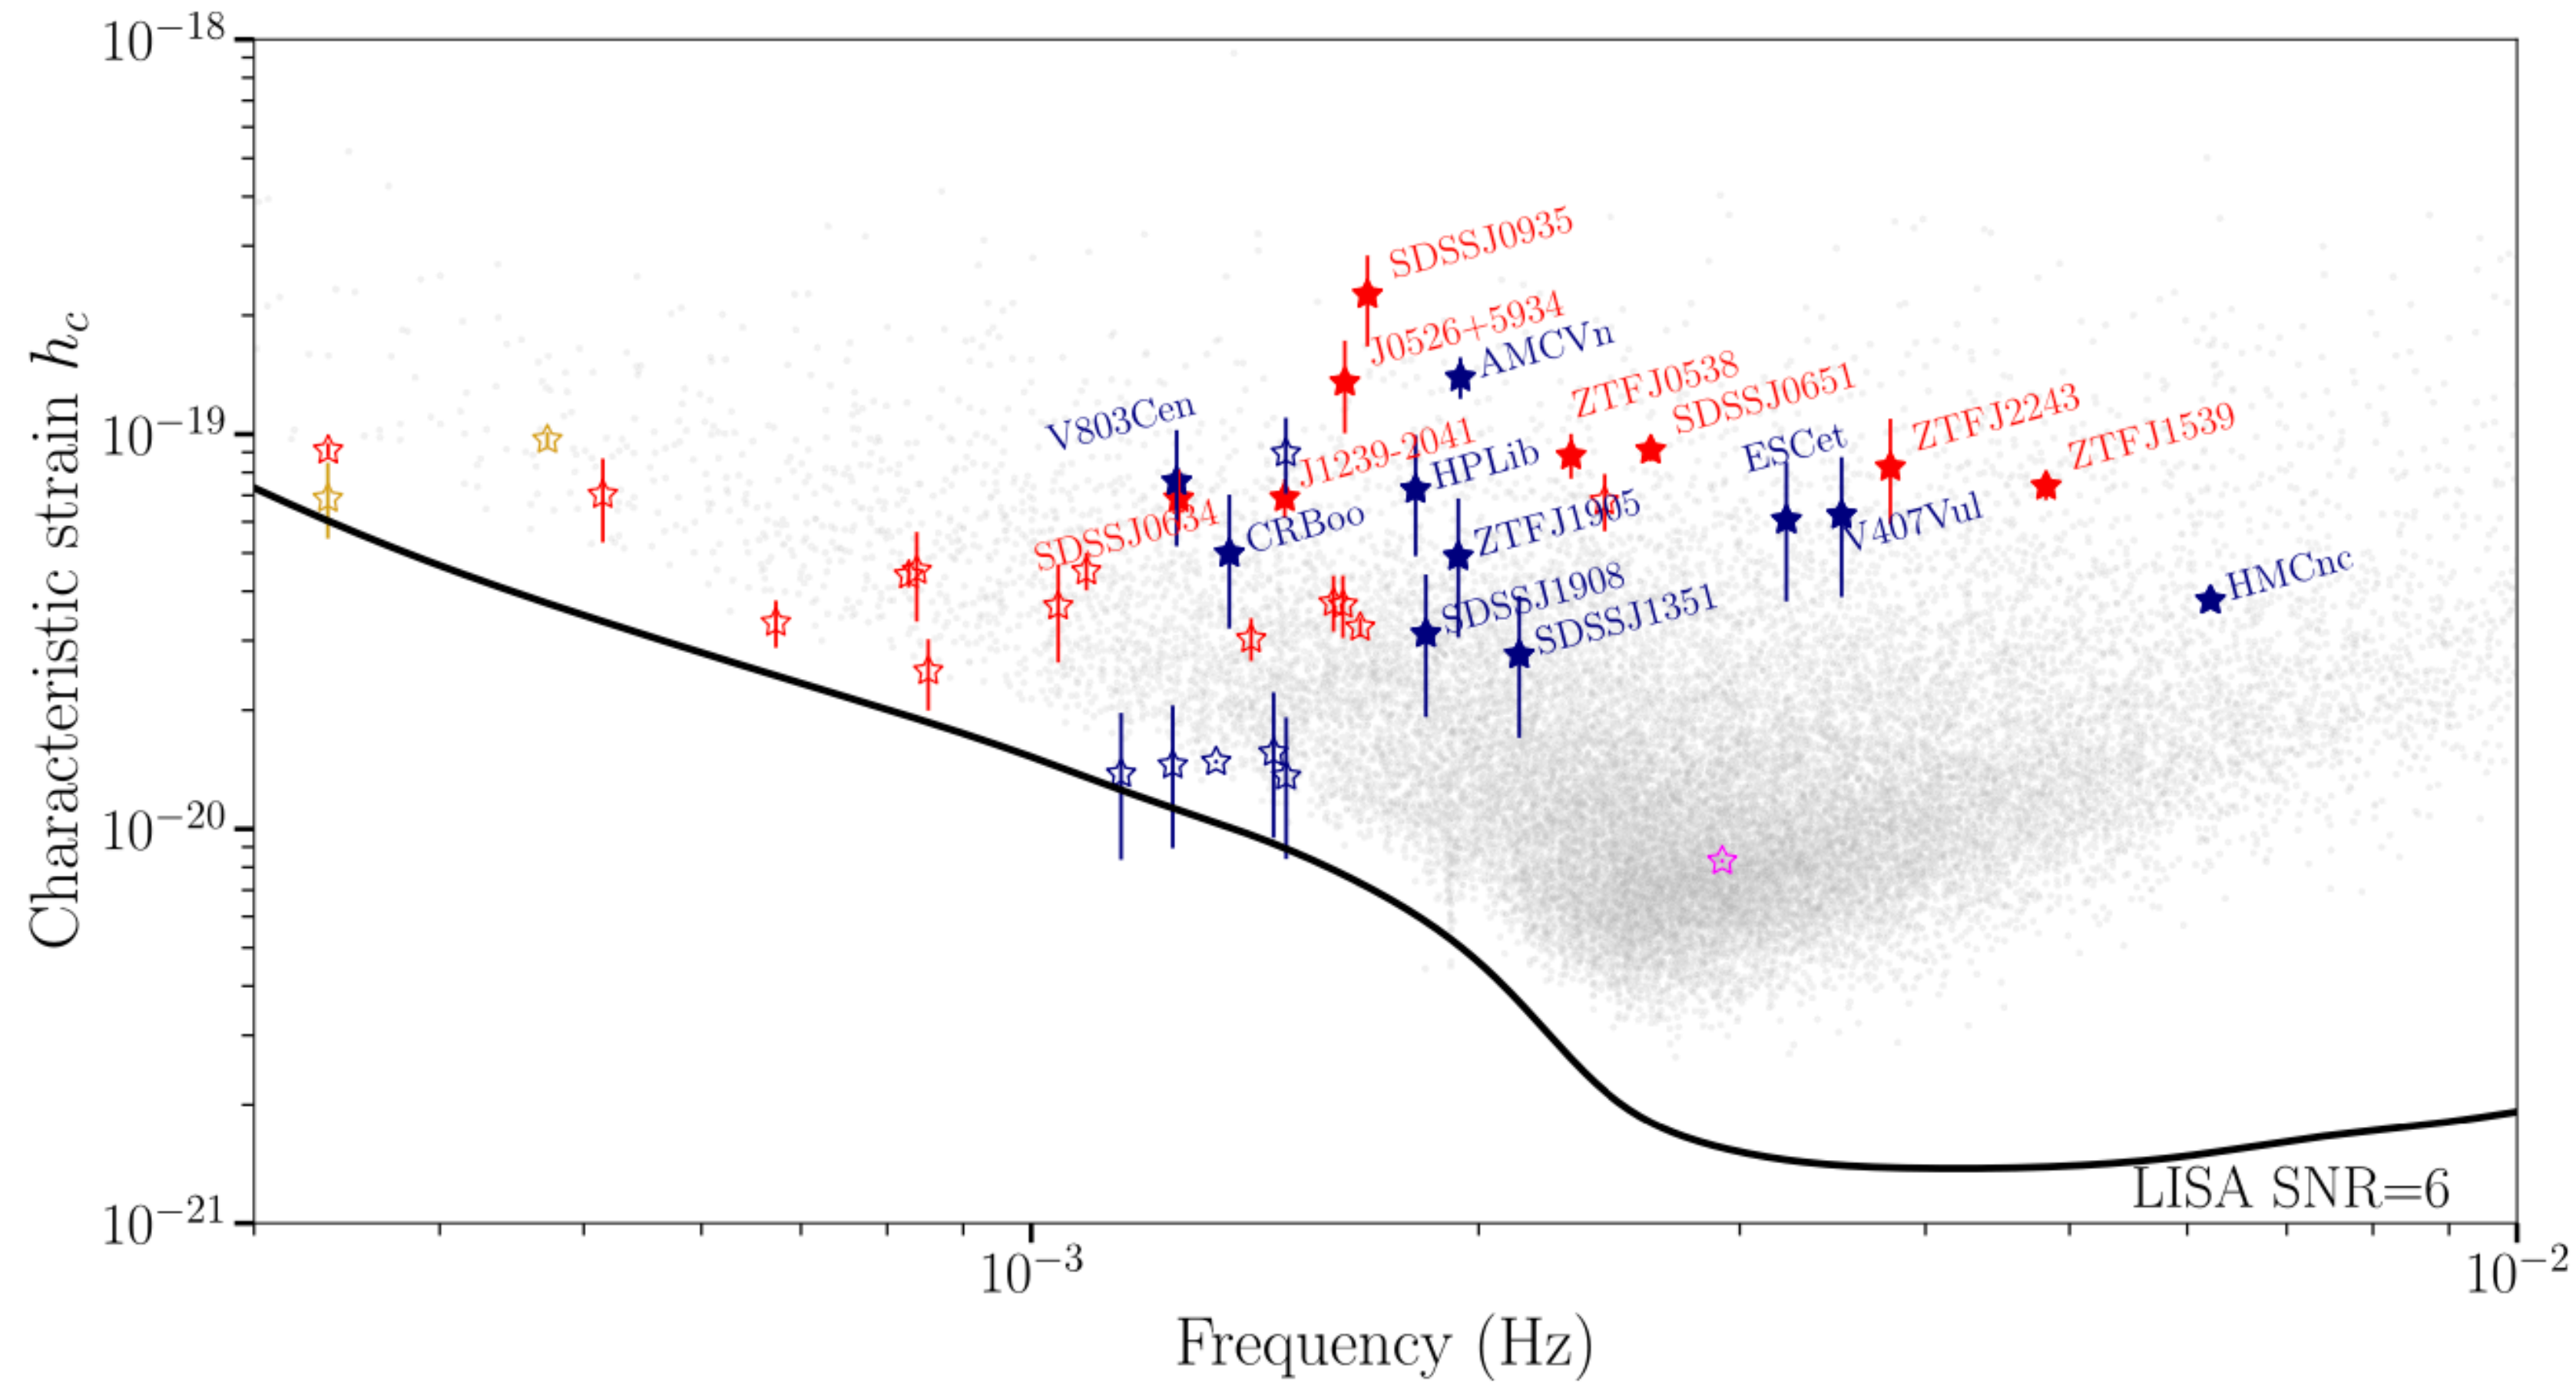 10⁻¹⁸
10⁻¹⁹
10⁻²⁰
10⁻²¹
Characteristic strain h_c
SDSSJ0935
J0526+5934
AMCVn
ZTFJ0538
SDSSJ0651
V803Cen
J1239-2041
HPLib
ESCet
ZTFJ2243
ZTFJ1539
SDSSJ0634
CRBoo
ZTFJ1905
V407Vul
SDSSJ1908
SDSSJ1351
HMCnc
LISA SNR=6
10⁻³
10⁻²
Frequency (Hz)